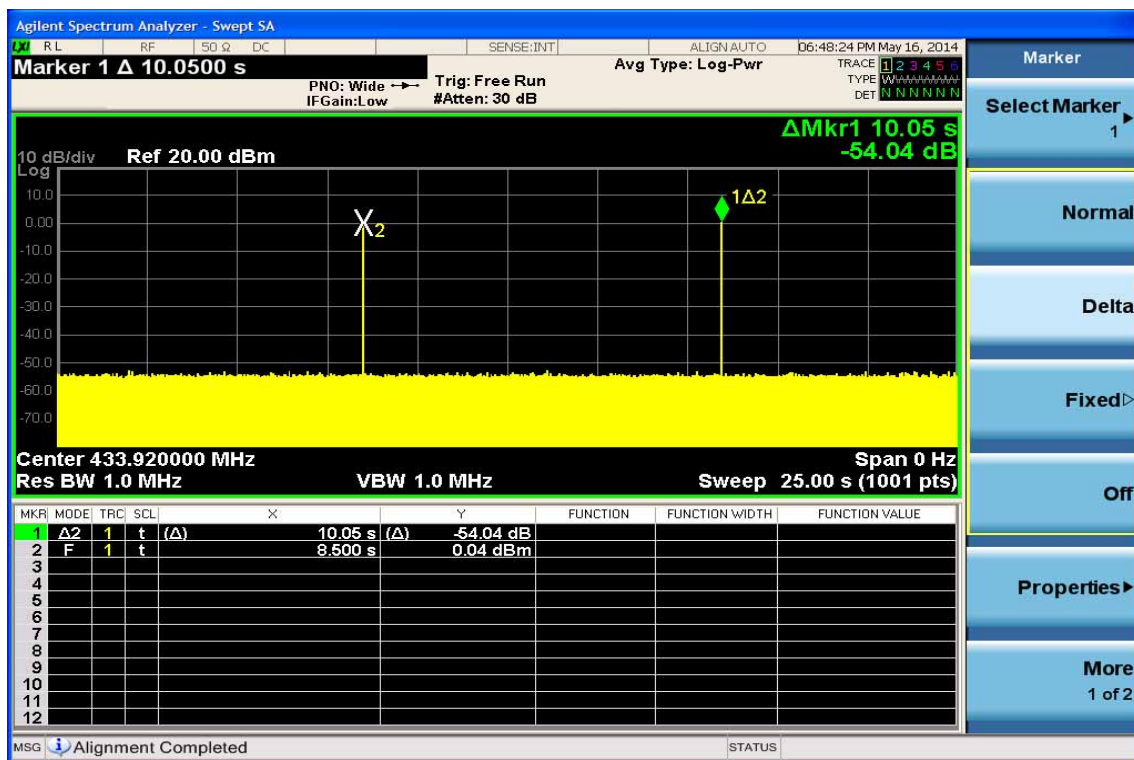 Agilent Spectrum Analyzer - Swept SA
LXI RL RF 50 Ω DC SENSE:INT ALIGN AUTO 06:48:24 PM May 16, 2014
Marker 1 Δ 10.0500 s
PNO: Wide
IFGain:Low
Trig: Free Run
#Atten: 30 dB
Avg Type: Log-Pwr
TRACE 1 2 3 4 5 6
TYPE
DET N N N N N N
ΔMkr1 10.05 s
-54.04 dB
10 dB/div Ref 20.00 dBm
Log
10.0
0.00
-10.0
-20.0
-30.0
-40.0
-50.0
-60.0
-70.0
2
1Δ2
Center 433.920000 MHz Span 0 Hz
Res BW 1.0 MHz VBW 1.0 MHz Sweep 25.00 s (1001 pts)
MKR MODE TRC SCL X Y FUNCTION FUNCTION WIDTH FUNCTION VALUE
1 Δ2 1 t (Δ) 10.05 s (Δ) -54.04 dB
2 F 1 t 8.500 s 0.04 dBm
3
4
5
6
7
8
9
10
11
12
MSG Alignment Completed STATUS
Marker
Select Marker
1
Normal
Delta
Fixed
Off
Properties
More
1 of 2